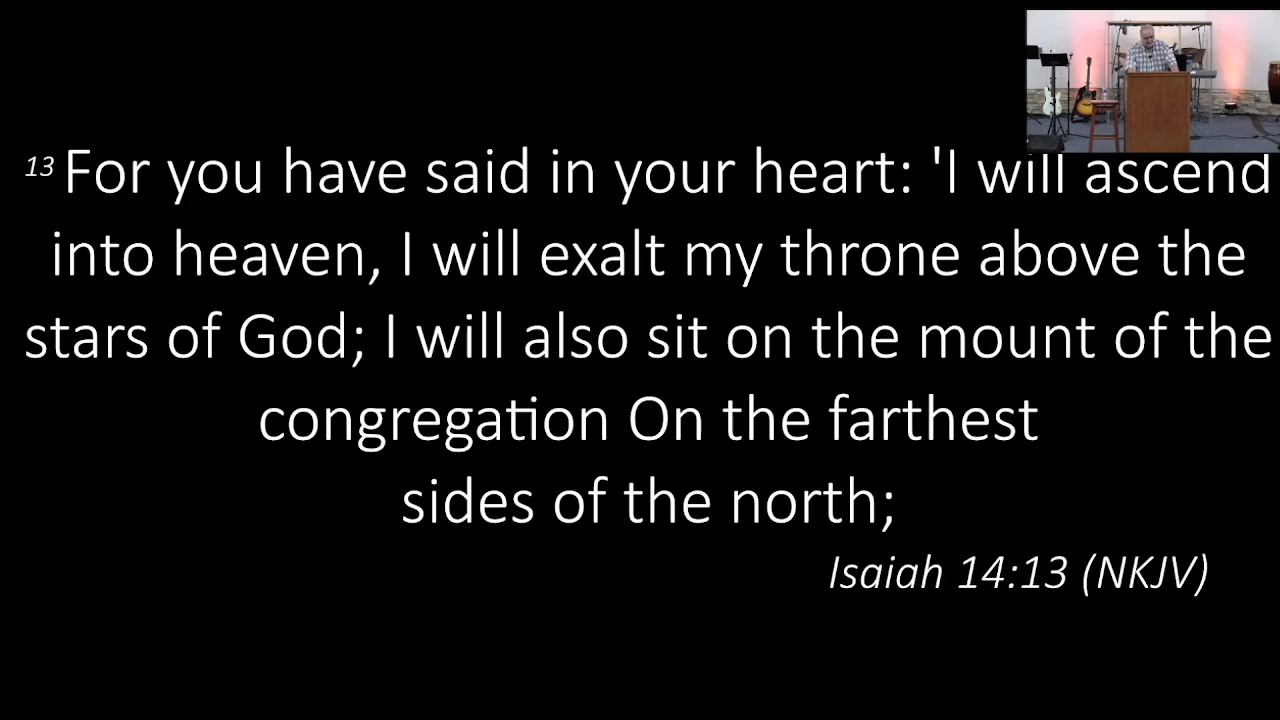 13 For you have said in your heart: 'I will ascend
into heaven, I will exalt my throne above the
stars of God; I will also sit on the mount of the
congregation On the farthest
sides of the north;
Isaiah 14:13 (NKJV)